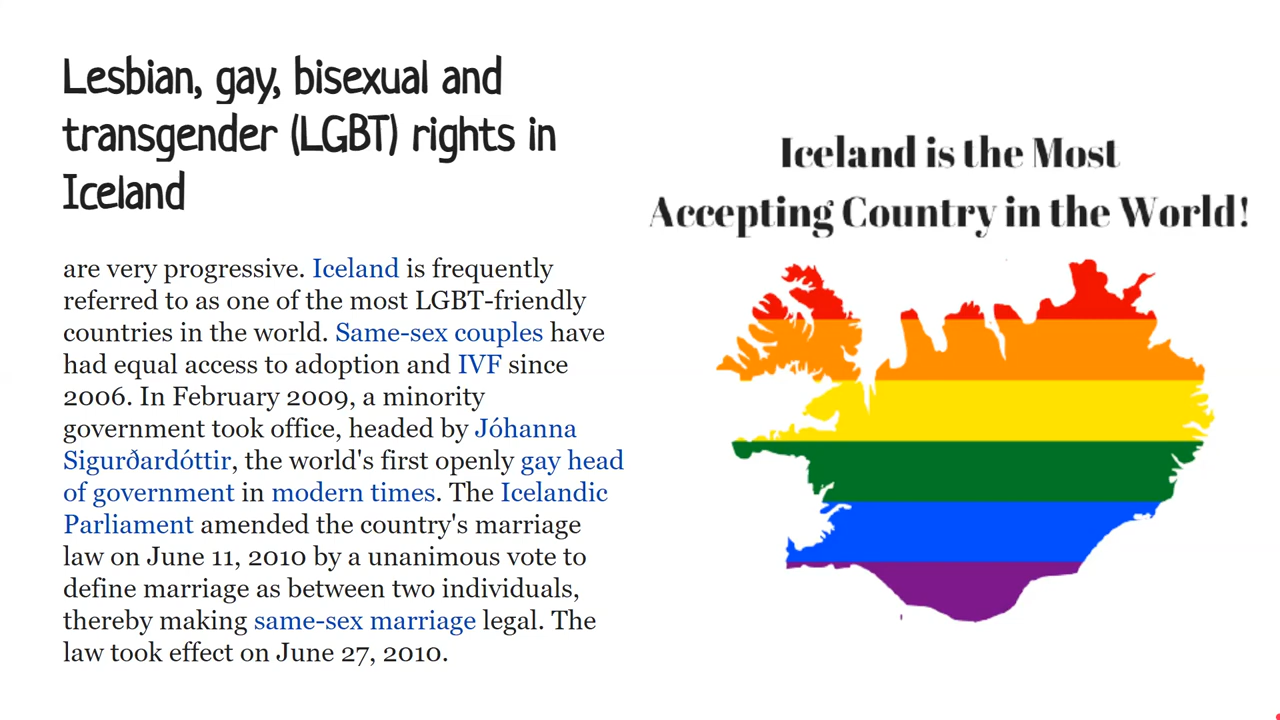 Lesbian, gay, bisexual and
transgender (LGBT) rights in
Iceland
are very progressive. Iceland is frequently
referred to as one of the most LGBT-friendly
countries in the world. Same-sex couples have
had equal access to adoption and IVF since
2006. In February 2009, a minority
government took office, headed by Jóhanna
Sigurðardóttir, the world's first openly gay head
of government in modern times. The Icelandic
Parliament amended the country's marriage
law on June 11, 2010 by a unanimous vote to
define marriage as between two individuals,
thereby making same-sex marriage legal. The
law took effect on June 27, 2010.
Iceland is the Most
Accepting Country in the World!